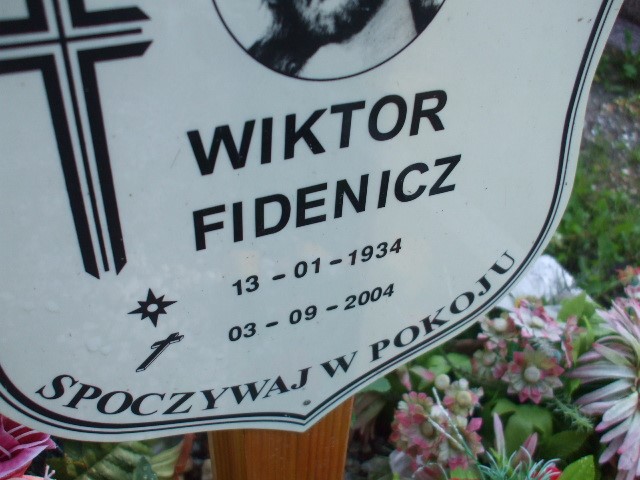 WIKTOR
FIDENICZ
13 - 01 - 1934
03 - 09 - 2004
SPOCZYWAJ W POKOJU